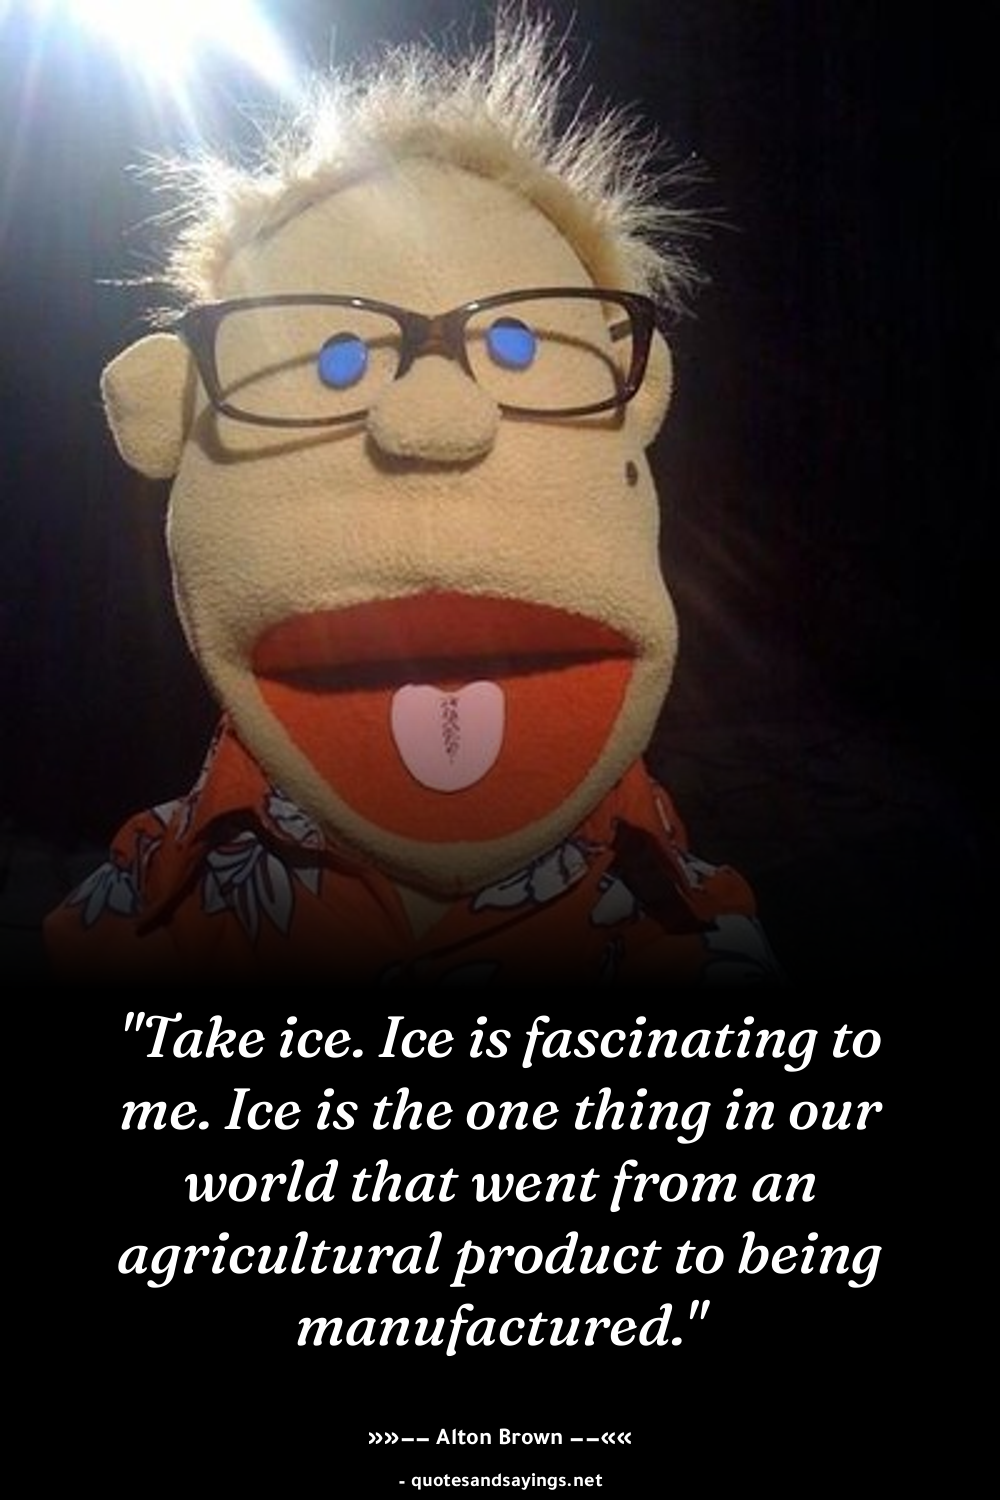 "Take ice. Ice is fascinating to
me. Ice is the one thing in our
world that went from an
agricultural product to being
manufactured."
»»−− Alton Brown −−««
- quotesandsayings.net